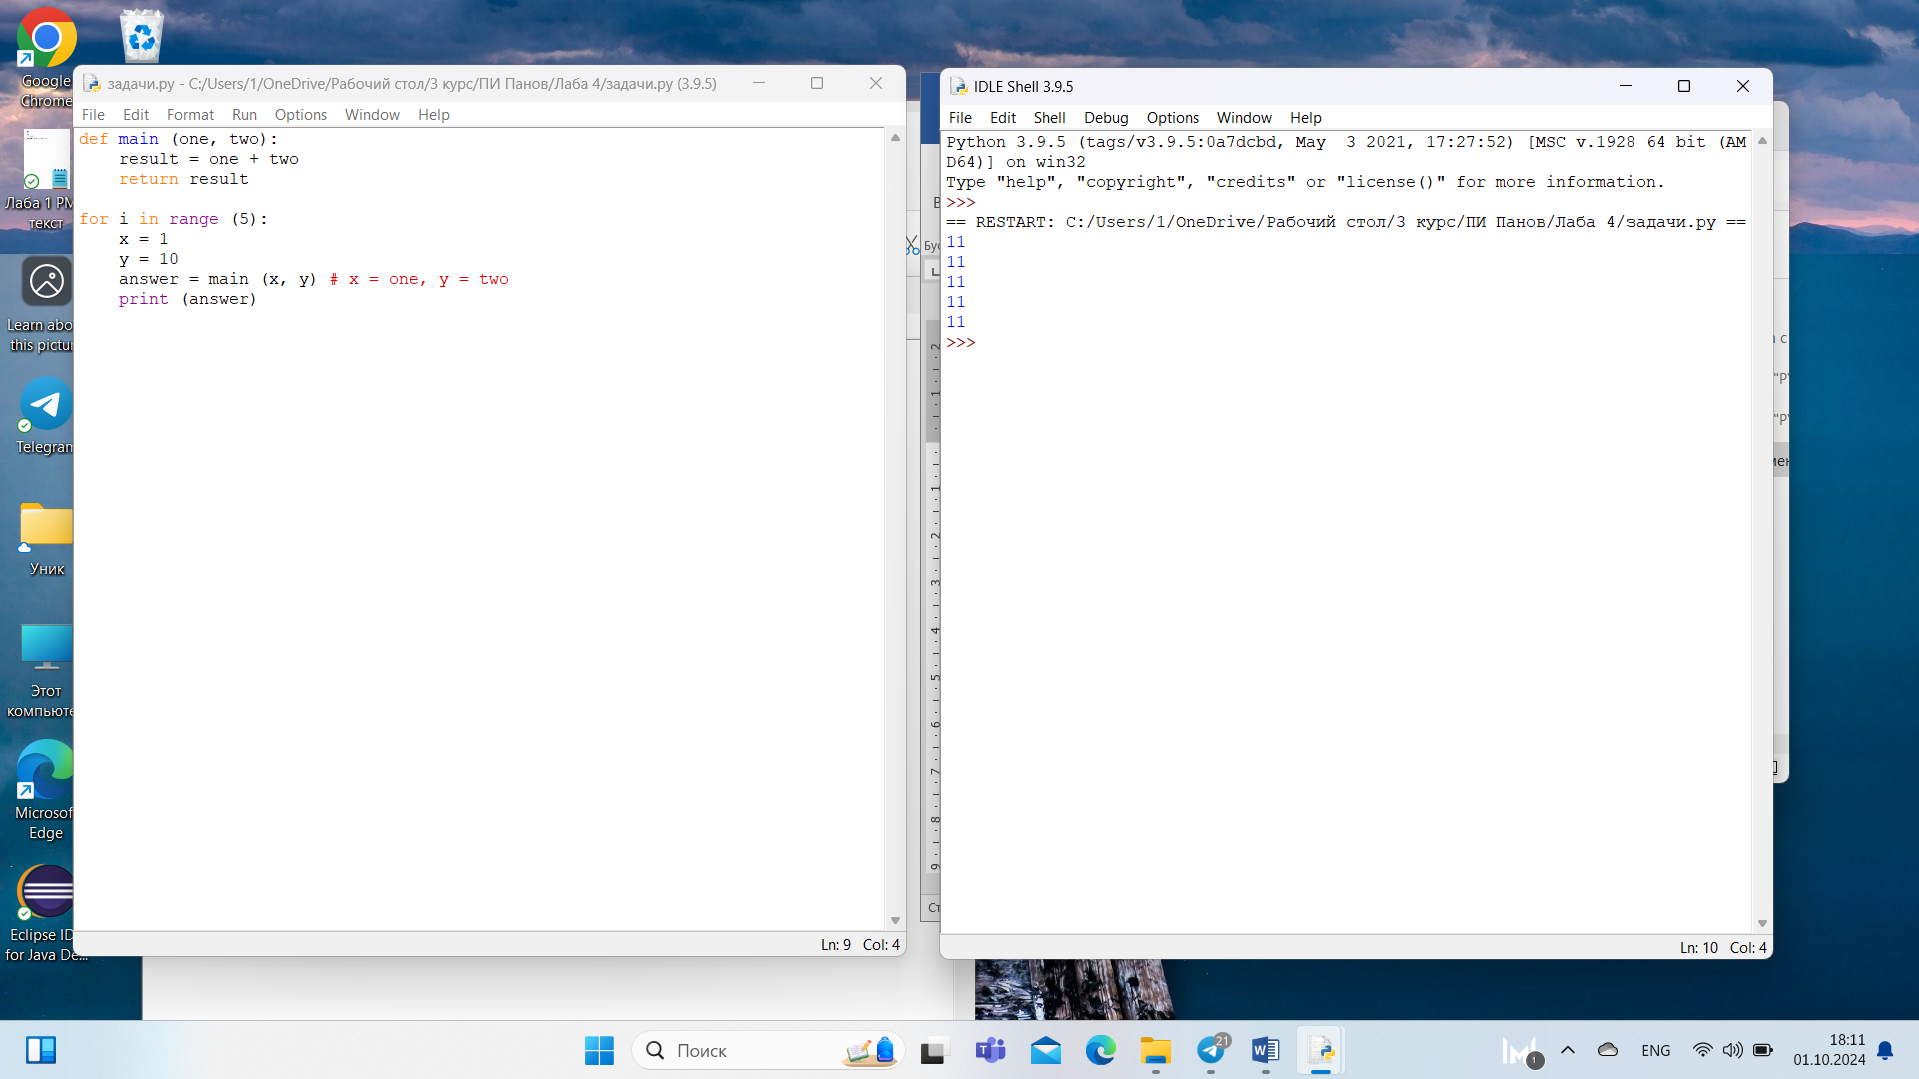 Google
Chrome
Лаба 1
текст
Learn
this
Telegram
Уник
Этот
Microsof
Edge
Eclipse
for Java De...
задачи.py - C:/Users/1/OneDrive/Рабочий стол/3 курс/ПИ Панов/Лаба 4/задачи.py (3.9.5)
File Edit Format Run Options Window Help
def main (one, two):
    result = one + two
    return result
for i in range (5):
    x = 1
    y = 10
    answer = main (x, y) # x = one, y = two
    print (answer)
Ln: 9 Col: 4
IDLE Shell 3.9.5
File Edit Shell Debug Options Window Help
Python 3.9.5 (tags/v3.9.5:0a7dcbd, May  3 2021, 17:27:52) [MSC v.1928 64 bit (AM
D64)] on win32
Type "help", "copyright", "credits" or "license()" for more information.
>>>
== RESTART: C:/Users/1/OneDrive/Рабочий стол/3 курс/ПИ Панов/Лаба 4/задачи.py ==
11
11
11
11
11
>>>
Ln: 10 Col: 4
Поиск
21
1
ENG
18:11
01.10.2024